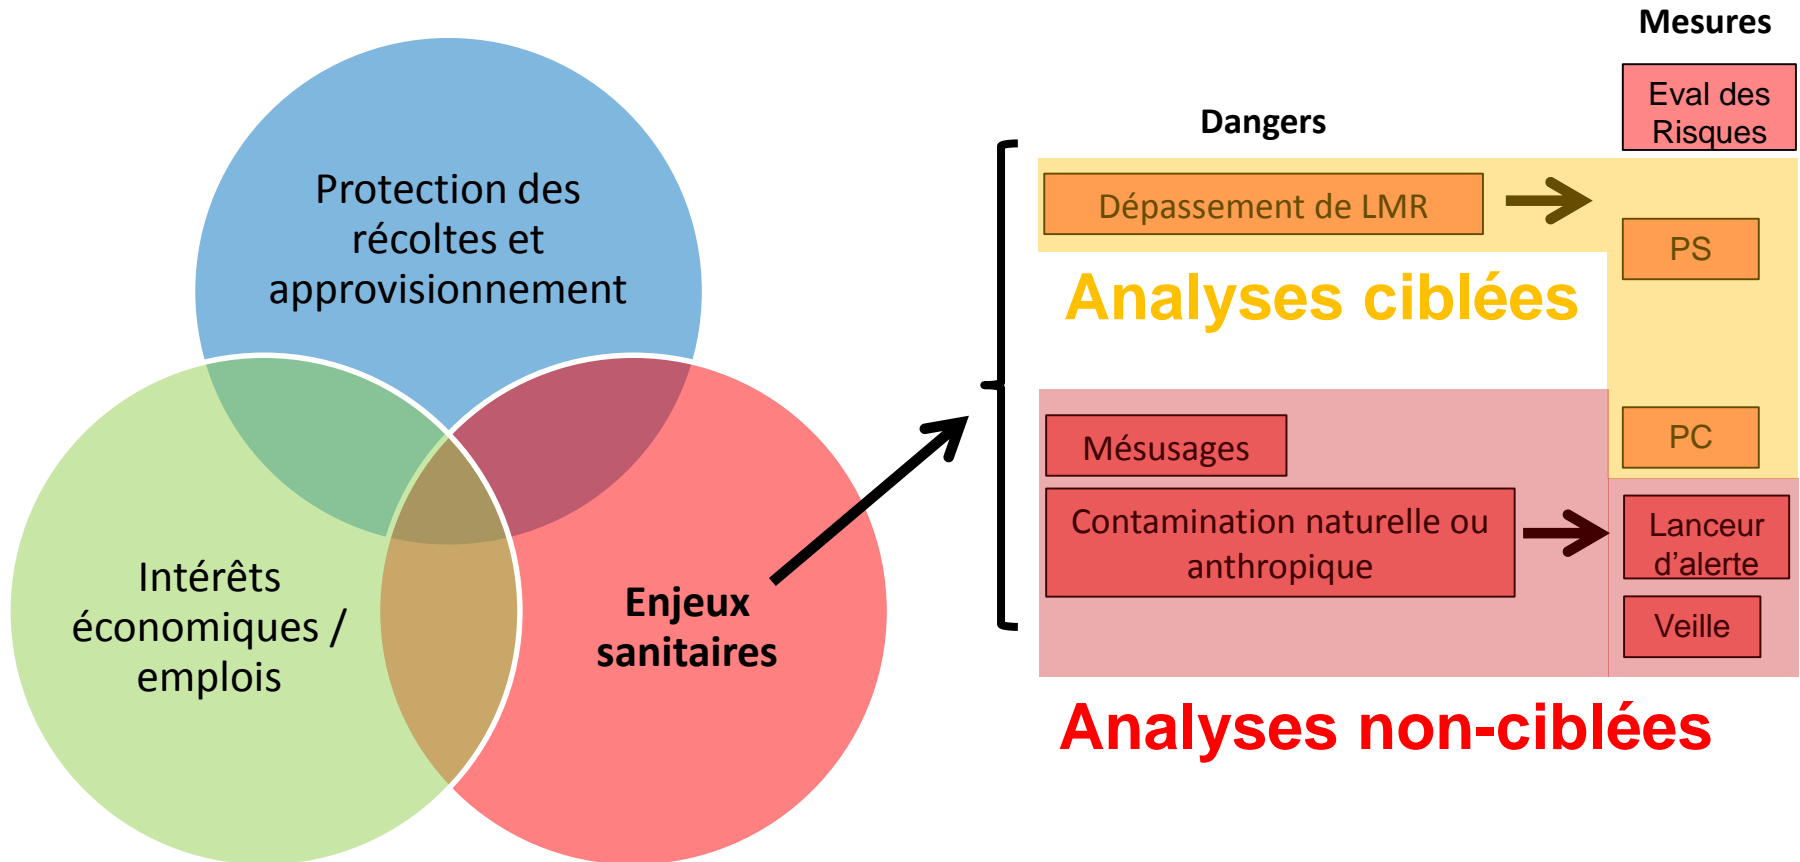 Protection des
récoltes et
approvisionnement
Intérêts
économiques /
emplois
Enjeux
sanitaires
Dangers
Dépassement de LMR
Analyses ciblées
Mésusages
Contamination naturelle ou
anthropique
Analyses non-ciblées
Mesures
Eval des
Risques
PS
PC
Lanceur
d’alerte
Veille